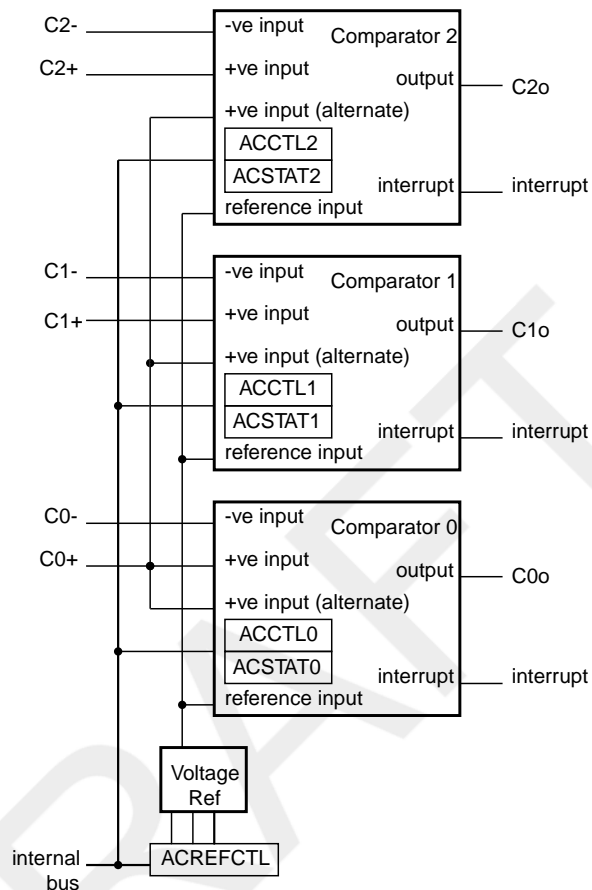 C2-
-ve input
Comparator 2
C2+
+ve input
output
C2o
+ve input (alternate)
ACCTL2
ACSTAT2
interrupt
interrupt
reference input
C1-
-ve input
Comparator 1
C1+
+ve input
output
C1o
+ve input (alternate)
ACCTL1
ACSTAT1
interrupt
interrupt
reference input
C0-
-ve input
Comparator 0
C0+
+ve input
output
C0o
+ve input (alternate)
ACCTL0
ACSTAT0
interrupt
interrupt
reference input
Voltage
Ref
internal
bus
ACREFCTL
RAFT